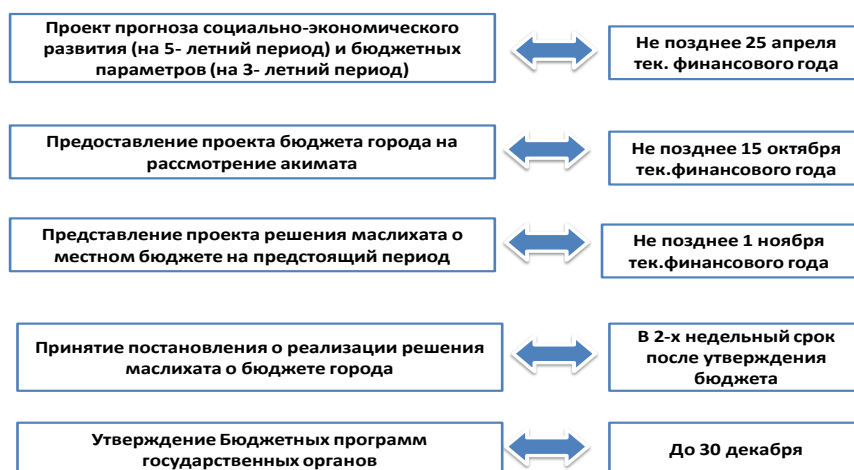 Проект прогноза социально-экономического
развития (на 5- летний период) и бюджетных
параметров (на 3- летний период)
Не позднее 25 апреля
тек. финансового года
Предоставление проекта бюджета города на
рассмотрение акимата
Не позднее 15 октября
тек.финансового года
Представление проекта решения маслихата о
местном бюджете на предстоящий период
Не позднее 1 ноября
тек.финансового года
Принятие постановления о реализации решения
маслихата о бюджете города
В 2-х недельный срок
после утверждения
бюджета
Утверждение Бюджетных программ
государственных органов
До 30 декабря